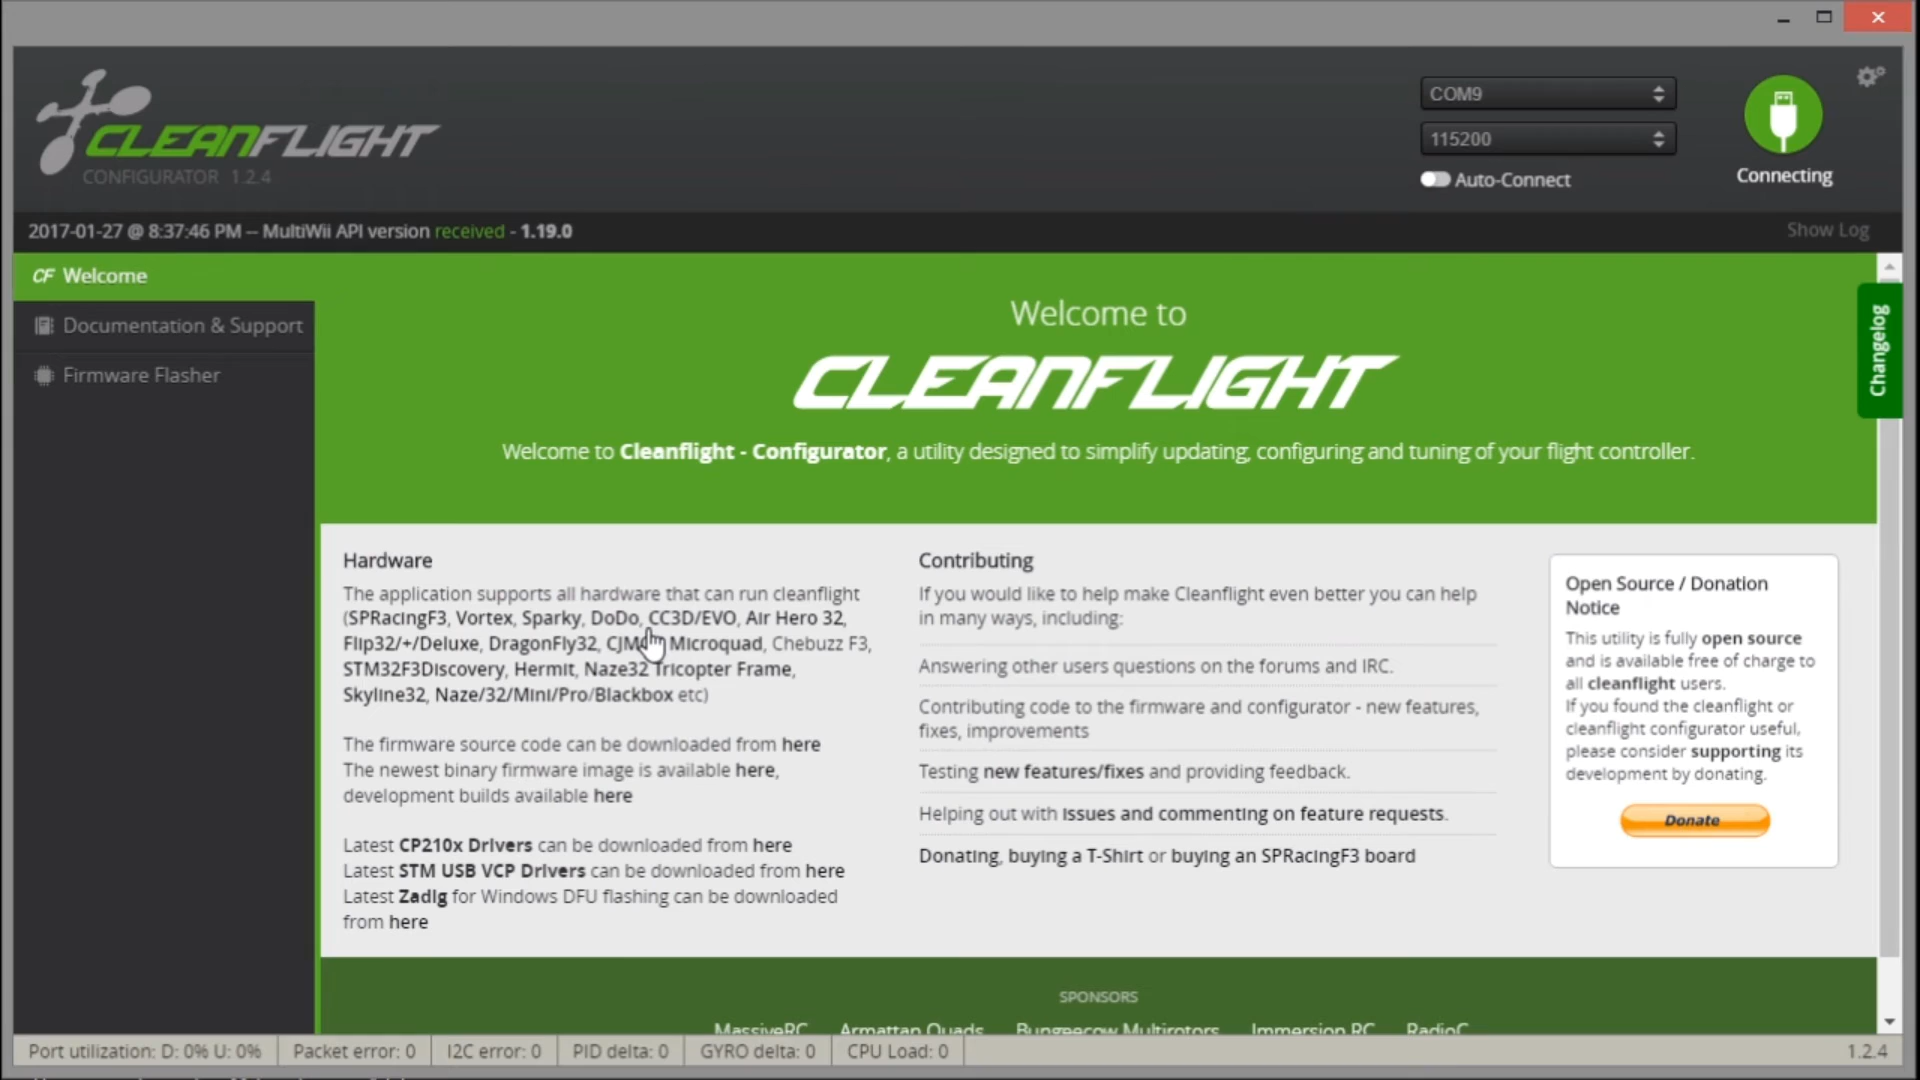 CLEANFLIGHT
CONFIGURATOR 1.2.4
COM9
115200
Auto-Connect
Connecting
2017-01-27 @ 8:37:46 PM -- MultiWii API version received - 1.19.0
Show Log
CF Welcome
Documentation & Support
Firmware Flasher
Changelog
Welcome to
CLEANFLIGHT
Welcome to Cleanflight - Configurator, a utility designed to simplify updating, configuring and tuning of your flight controller.
Hardware
The application supports all hardware that can run cleanflight
(SPRacingF3, Vortex, Sparky, DoDo, CC3D/EVO, Air Hero 32,
Flip32/+/Deluxe, DragonFly32, Microquad, Chebuzz F3,
STM32F3Discovery, Hermit, Naze32 Tricopter Frame,
Skyline32, Naze/32/Mini/Pro/Blackbox etc)
The firmware source code can be downloaded from here
The newest binary firmware image is available here,
development builds available here
Latest CP210x Drivers can be downloaded from here
Latest STM USB VCP Drivers can be downloaded from here
Latest Zadig for Windows DFU flashing can be downloaded
from here
Contributing
If you would like to help make Cleanflight even better you can help
in many ways, including:
Answering other users questions on the forums and IRC.
Contributing code to the firmware and configurator - new features,
fixes, improvements
Testing new features/fixes and providing feedback.
Helping out with issues and commenting on feature requests.
Donating, buying a T-Shirt or buying an SPRacingF3 board
Open Source / Donation
Notice
This utility is fully open source
and is available free of charge to
all cleanflight users.
If you found the cleanflight or
cleanflight configurator useful,
please consider supporting its
development by donating.
Donate
SPONSORS
MassiveRC Armattan Quads Bungeecow Multirotors Immersion RC RadioC
Port utilization: D: 0% U: 0% Packet error: 0 I2C error: 0 PID delta: 0 GYRO delta: 0 CPU Load: 0 1.2.4